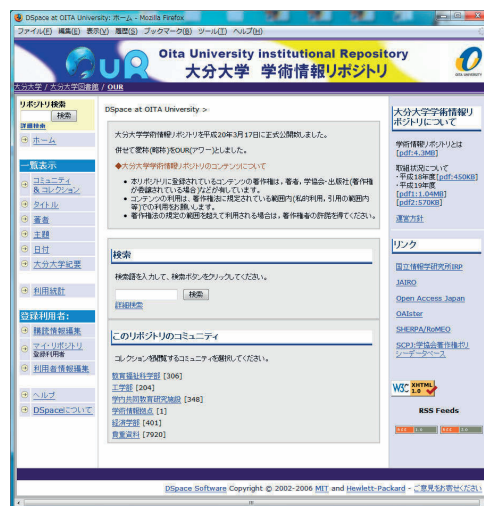 DSpace at OITA University: ホーム - Mozilla Firefox
ファイル(F) 編集(E) 表示(V) 履歴(S) ブックマーク(B) ツール(T) ヘルプ(H)
OUR
Oita University institutional Repository
大分大学 学術情報リポジトリ
OITA UNIVERSITY
大分大学 / 大分大学図書館 / OUR
リポジトリ検索
検索
詳細検索
ホーム
一覧表示
コミュニティ
& コレクション
タイトル
著者
主題
日付
大分大学紀要
利用統計
登録利用者:
購読情報編集
マイ・リポジトリ
登録利用者
利用者情報編集
ヘルプ
DSpaceについて
DSpace at OITA University >
大分大学学術情報リポジトリを平成20年3月17日に正式公開致しました。
併せて愛称(略称)をOUR(アワー)と致しました。
◆大分大学学術情報リポジトリのコンテンツについて
• 本リポジトリに登録されているコンテンツの著作権は，著者，学協会・出版社(著作権
が委譲されている場合)などが有しています。
• コンテンツの利用は，著作権法に規定されている範囲内(私的利用，引用の範囲内
等)での利用をお願いします。
• 著作権法の規定の範囲を越えて利用される場合は，著作権者の許諾を得てください。
検索
検索語を入力して、検索ボタンをクリックしてください。
検索
詳細検索
このリポジトリのコミュニティ
コレクションを閲覧するコミュニティを選択してください。
教育福祉科学部 [306]
工学部 [204]
学内共同教育研究施設 [348]
学術情報拠点 [1]
経済学部 [401]
貴重資料 [7920]
大分大学学術情報リ
ポジトリについて
学術情報リポジトリとは
[pdf:4.3MB]
取組状況について
・平成18年度[pdf:450KB]
・平成19年度
[pdf1:1.04MB]
[pdf2:570KB]
運営方針
リンク
国立情報学研究所IRP
JAIRO
Open Access Japan
OAIster
SHERPA/RoMEO
SCPJ:学協会著作権ポリ
シーデータベース
W3C XHTML 1.0
RSS Feeds
RSS 1.0 RSS 2.0
DSpace Software Copyright © 2002-2006 MIT and Hewlett-Packard - ご意見をお寄せください